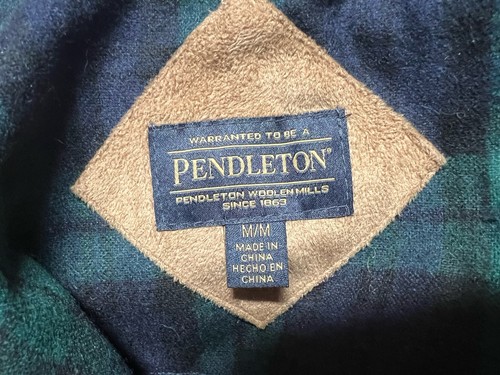 WARRANTED TO BE A
PENDLETON®
PENDLETON WOOLEN MILLS
SINCE 1863
M/M
MADE IN
CHINA
HECHO EN
CHINA